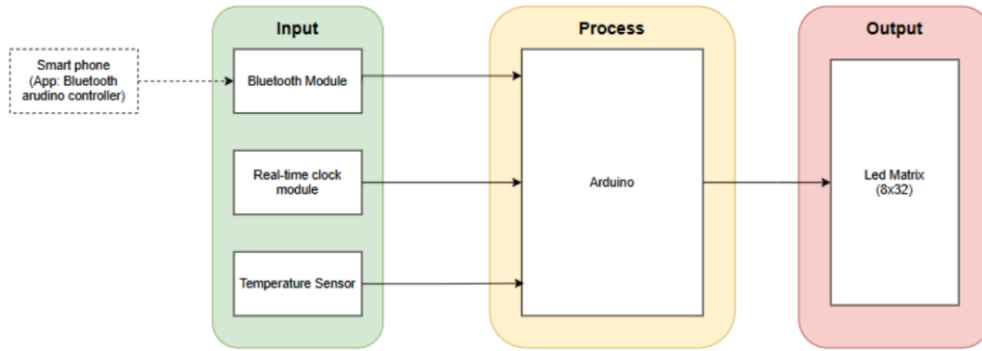 Input
Process
Output
Smart phone
(App: Bluetooth
arudino controller)
Bluetooth Module
Real-time clock
module
Temperature Sensor
Arduino
Led Matrix
(8x32)